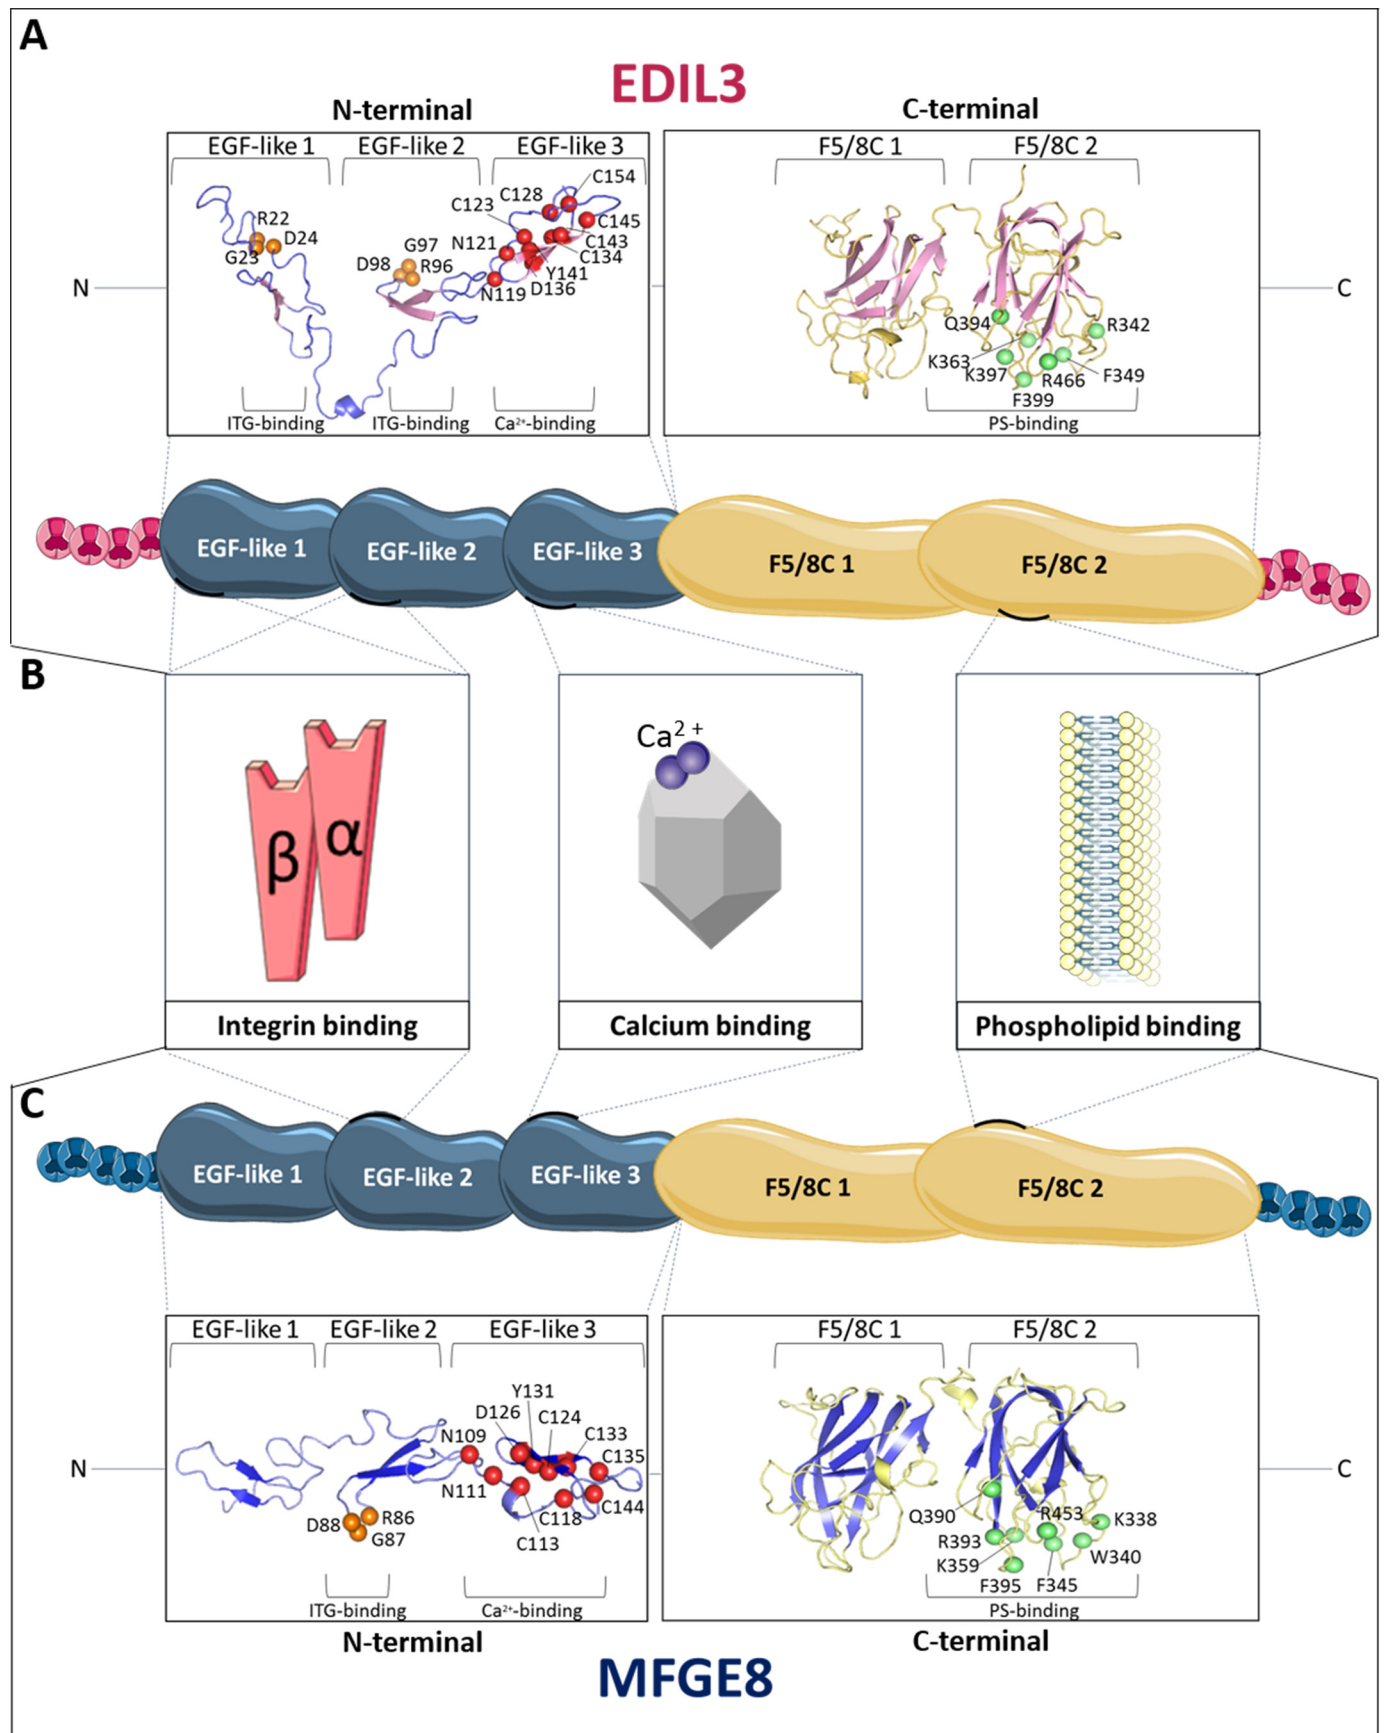 A
EDIL3
N-terminal
C-terminal
EGF-like 1
EGF-like 2
EGF-like 3
F5/8C 1
F5/8C 2
C154
C128
C123
C145
R22
D24
G23
G97
D98
R96
N121
C143
C134
Y141
D136
N119
N
C
Q394
R342
K363
K397
R466
F349
F399
ITG-binding
ITG-binding
Ca²⁺-binding
PS-binding
EGF-like 1
EGF-like 2
EGF-like 3
F5/8C 1
F5/8C 2
B
β
α
Ca²⁺
Integrin binding
Calcium binding
Phospholipid binding
C
EGF-like 1
EGF-like 2
EGF-like 3
F5/8C 1
F5/8C 2
EGF-like 1
EGF-like 2
EGF-like 3
F5/8C 1
F5/8C 2
Y131
D126
C124
N109
C133
C135
N
C
N111
C144
C118
C113
D88
R86
G87
Q390
R453
K338
R393
K359
W340
F395
F345
ITG-binding
Ca²⁺-binding
PS-binding
N-terminal
C-terminal
MFGE8